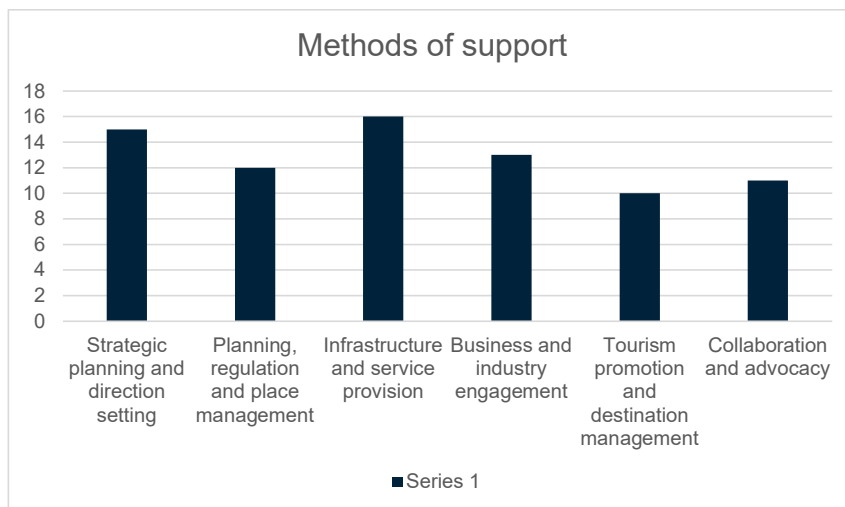 Methods of support
18
16
14
12
10
8
6
4
2
0
Strategic
planning and
direction
setting
Planning,
regulation
and place
management
Infrastructure
and service
provision
Business and
industry
engagement
Tourism
promotion
and
destination
management
Collaboration
and advocacy
Series 1